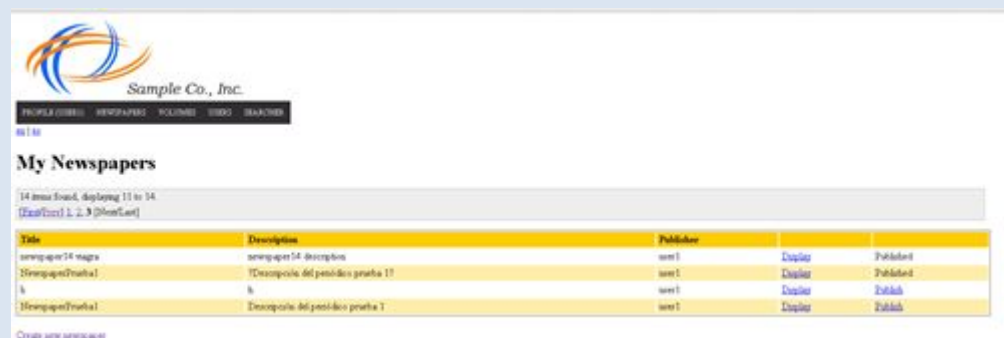 Sample Co., Inc.
PROFILE (USER1) NEWSPAPERS VOLUMES USERS SEARCHES
en | es
My Newspapers
14 items found, displaying 11 to 14.
[First/Prev] 1, 2, 3 [Next/Last]
Title Description Publisher
newspaper14 viagra newspaper14 description user1 Display Published
NewspaperPrueba1 ?Descripción del periódico prueba 1? user1 Display Published
h h user1 Display Publish
NewspaperPrueba1 Descripción del periódico prueba 1 user1 Display Publish
Create new newspaper